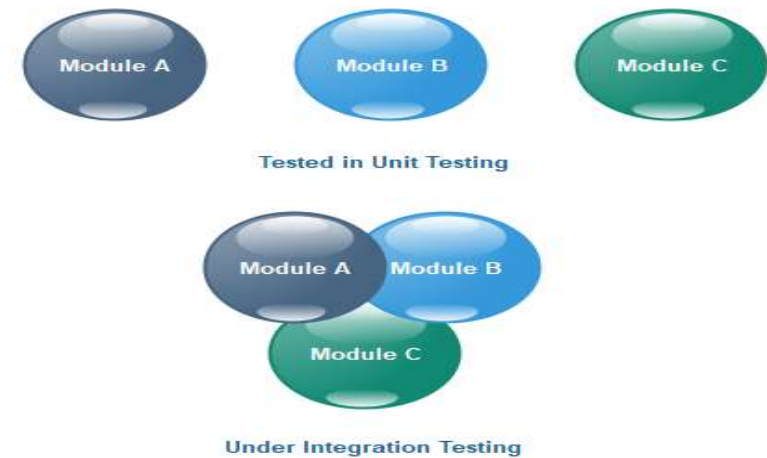 Module A
Module B
Module C
Tested in Unit Testing
Module A
Module B
Module C
Under Integration Testing